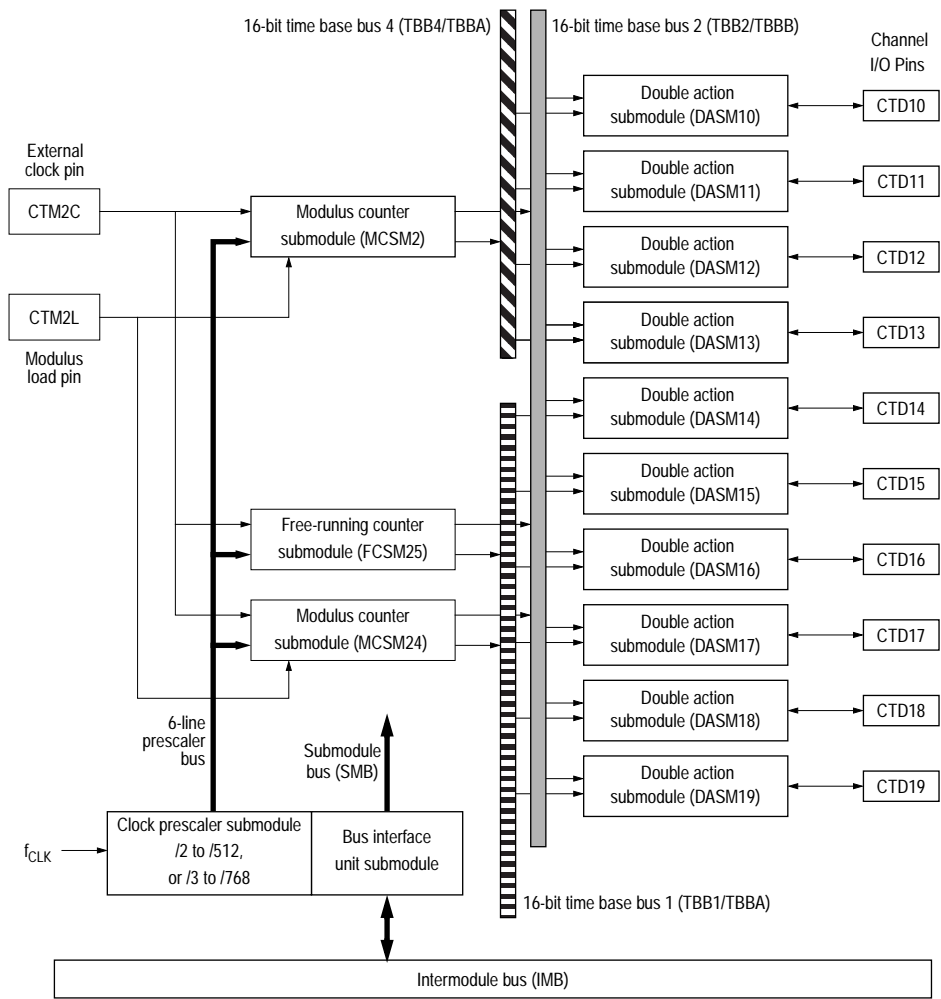 16-bit time base bus 4 (TBB4/TBBA)
16-bit time base bus 2 (TBB2/TBBB)
Channel
I/O Pins
Double action
submodule (DASM10)
CTD10
External
clock pin
Double action
submodule (DASM11)
CTD11
CTM2C
Modulus counter
submodule (MCSM2)
Double action
submodule (DASM12)
CTD12
CTM2L
Modulus
load pin
Double action
submodule (DASM13)
CTD13
Double action
submodule (DASM14)
CTD14
Double action
submodule (DASM15)
CTD15
Free-running counter
submodule (FCSM25)
Double action
submodule (DASM16)
CTD16
Modulus counter
submodule (MCSM24)
Double action
submodule (DASM17)
CTD17
6-line
prescaler
bus
Submodule
bus (SMB)
Double action
submodule (DASM18)
CTD18
Double action
submodule (DASM19)
CTD19
fCLK
Clock prescaler submodule
/2 to /512,
or /3 to /768
Bus interface
unit submodule
16-bit time base bus 1 (TBB1/TBBA)
Intermodule bus (IMB)